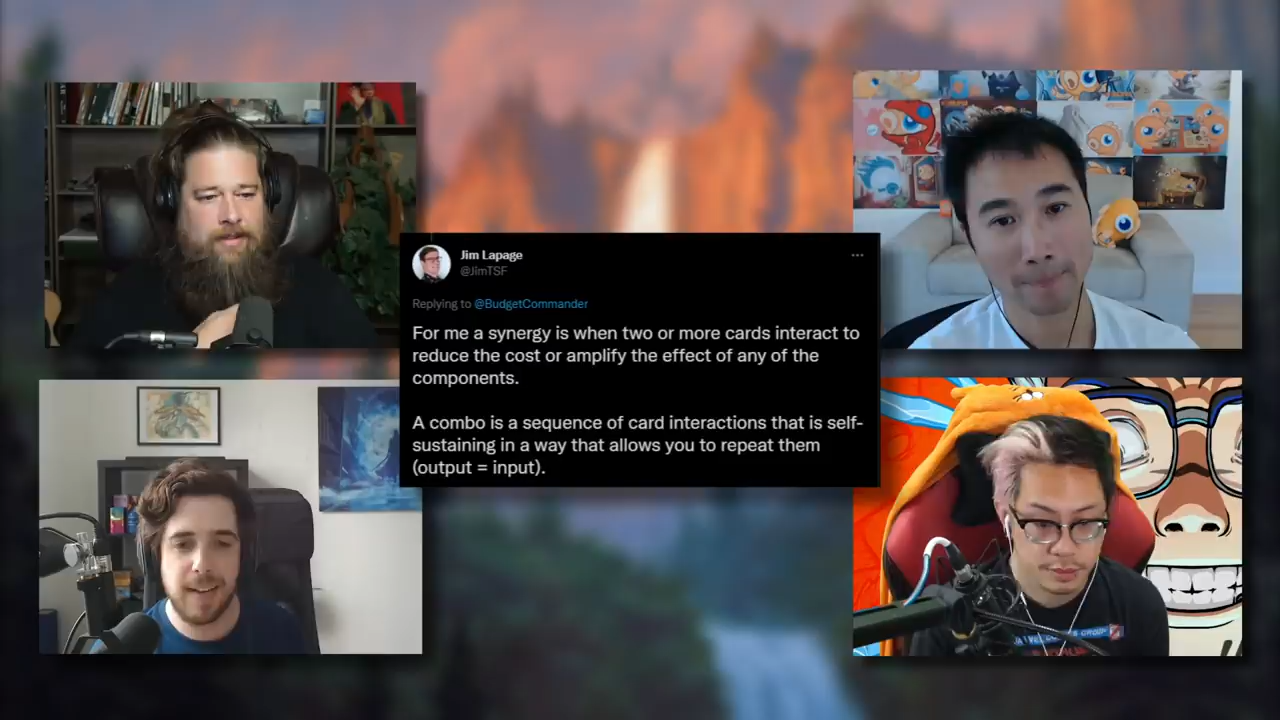 Jim Lapage
@JimTSF
Replying to @BudgetCommander
For me a synergy is when two or more cards interact to
reduce the cost or amplify the effect of any of the
components.
A combo is a sequence of card interactions that is self-
sustaining in a way that allows you to repeat them
(output = input).